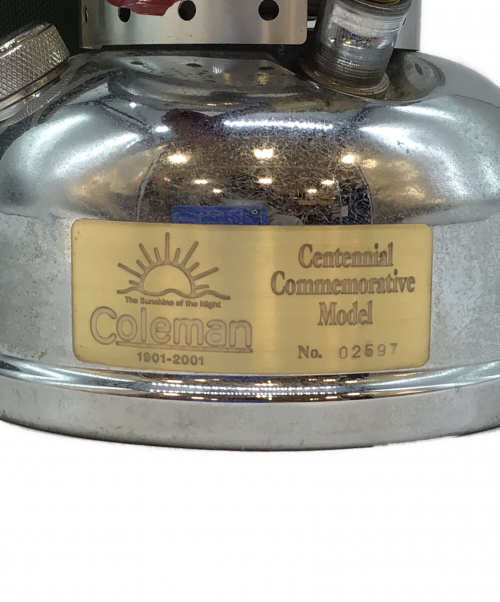 The Sunshine of the Night
Coleman
1901-2001
Centennial
Commemorative
Model
No. 02597